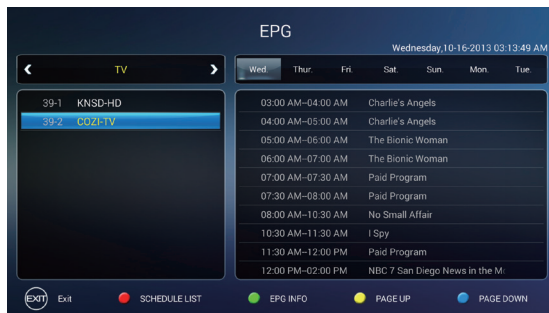 EPG
Wednesday,10-16-2013 03:13:49 AM
TV
Wed. Thur. Fri. Sat. Sun. Mon. Tue.
39-1 KNSD-HD
39-2 COZI-TV
03:00 AM–04:00 AM Charlie's Angels
04:00 AM–05:00 AM Charlie's Angels
05:00 AM–06:00 AM The Bionic Woman
06:00 AM–07:00 AM The Bionic Woman
07:00 AM–07:30 AM Paid Program
07:30 AM–08:00 AM Paid Program
08:00 AM–10:30 AM No Small Affair
10:30 AM–11:30 AM I Spy
11:30 AM–12:00 PM Paid Program
12:00 PM–02:00 PM NBC 7 San Diego News in the
EXIT Exit SCHEDULE LIST EPG INFO PAGE UP PAGE DOWN